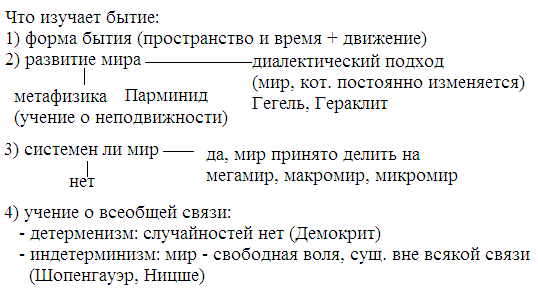 Что изучает бытие:
1) форма бытия (пространство и время + движение)
2) развитие мира
диалектический подход
(мир, кот. постоянно изменяется)
Гегель, Гераклит
метафизика Парминид
(учение о неподвижности)
3) системен ли мир
да, мир принято делить на
мегамир, макромир, микромир
нет
4) учение о всеобщей связи:
- детерменизм: случайностей нет (Демокрит)
- индетерминизм: мир - свободная воля, сущ. вне всякой связи
(Шопенгауэр, Ницше)